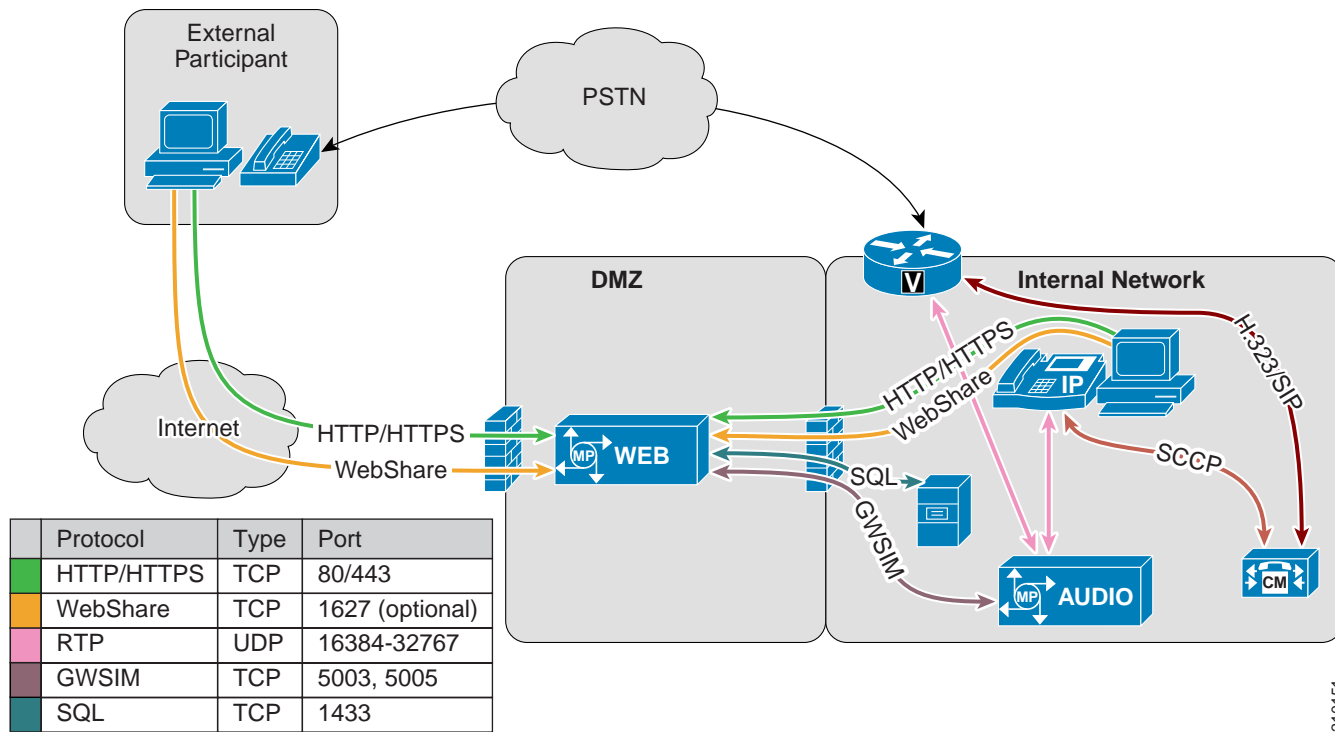 External
Participant
PSTN
DMZ
Internal Network
V
HTTP/HTTPS
WebShare
IP
H.323/SIP
Internet
HTTP/HTTPS
WebShare
MP
WEB
SQL
GWSIM
SCCP
MP
AUDIO
CM
Protocol Type Port
HTTP/HTTPS TCP 80/443
WebShare TCP 1627 (optional)
RTP UDP 16384-32767
GWSIM TCP 5003, 5005
SQL TCP 1433